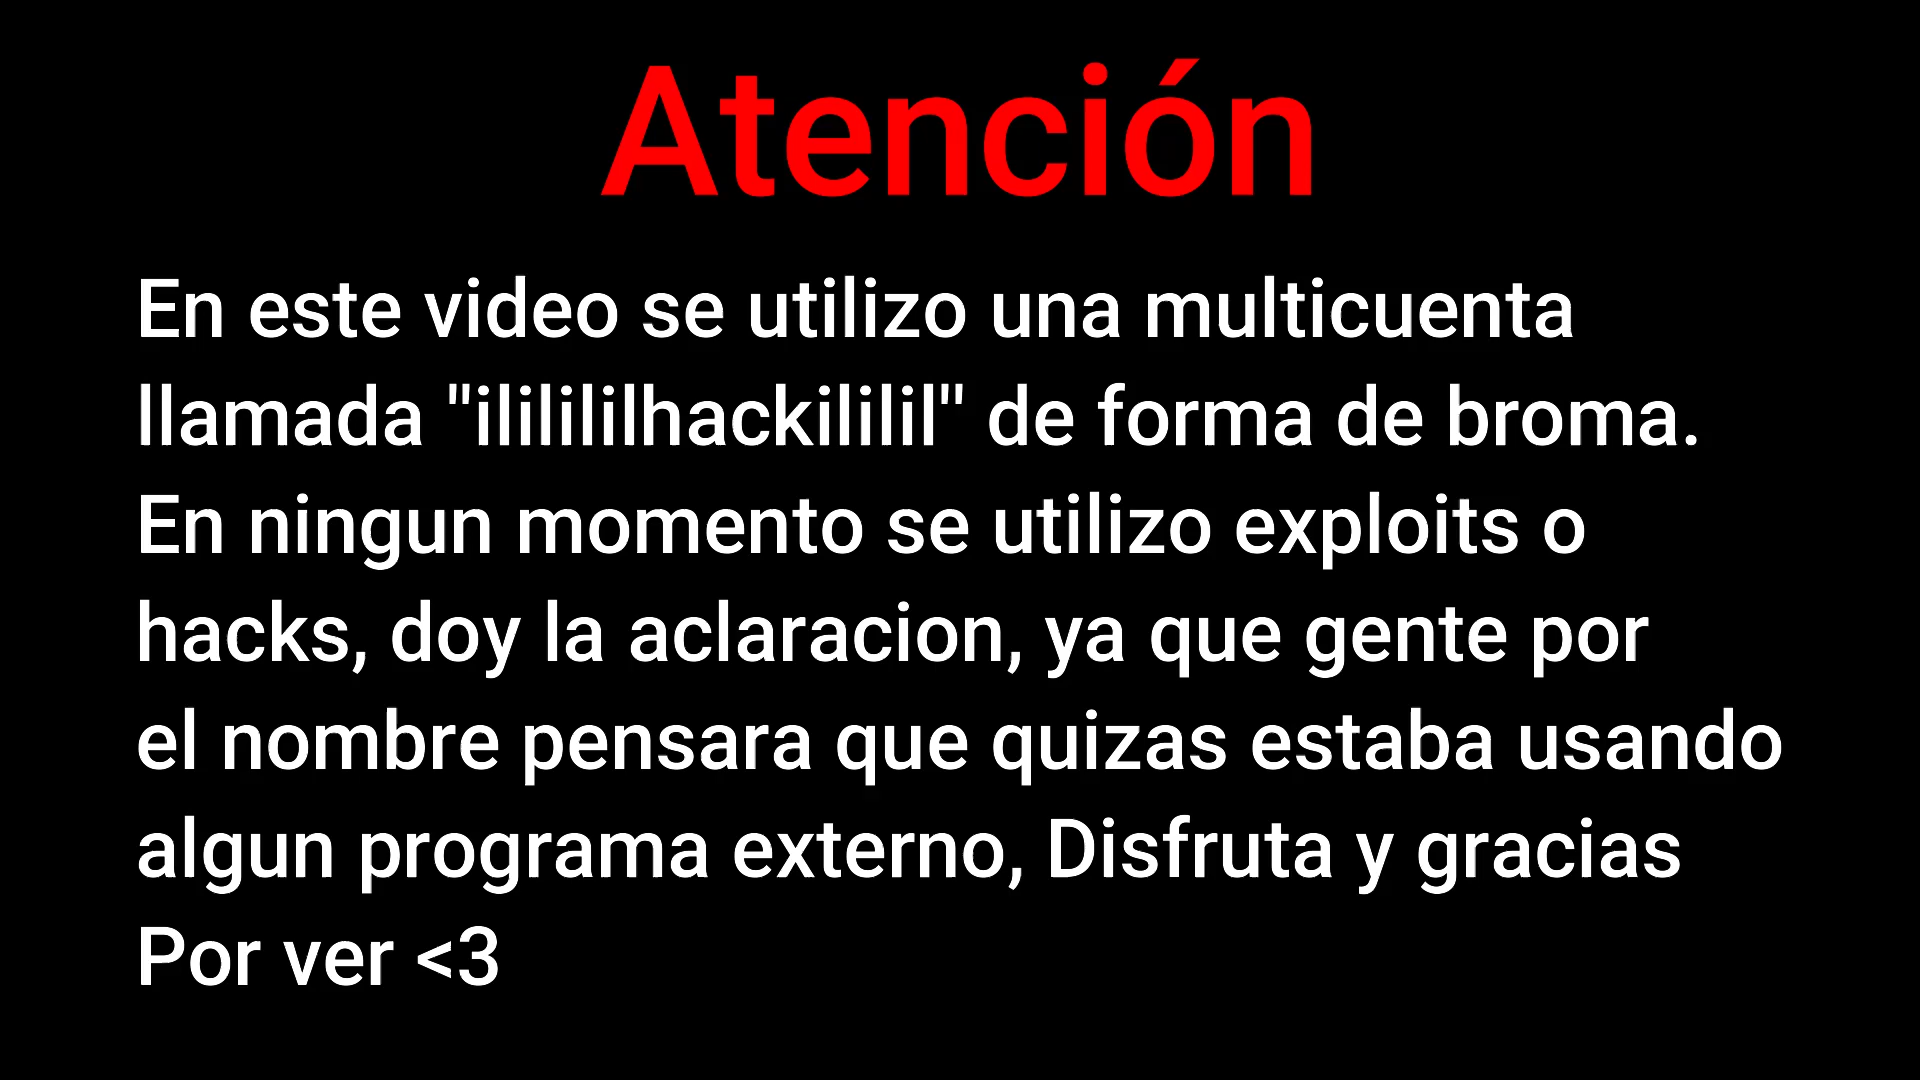 Atención
En este video se utilizo una multicuenta
llamada "ilililililhackilililil" de forma de broma.
En ningun momento se utilizo exploits o
hacks, doy la aclaracion, ya que gente por
el nombre pensara que quizas estaba usando
algun programa externo, Disfruta y gracias
Por ver <3